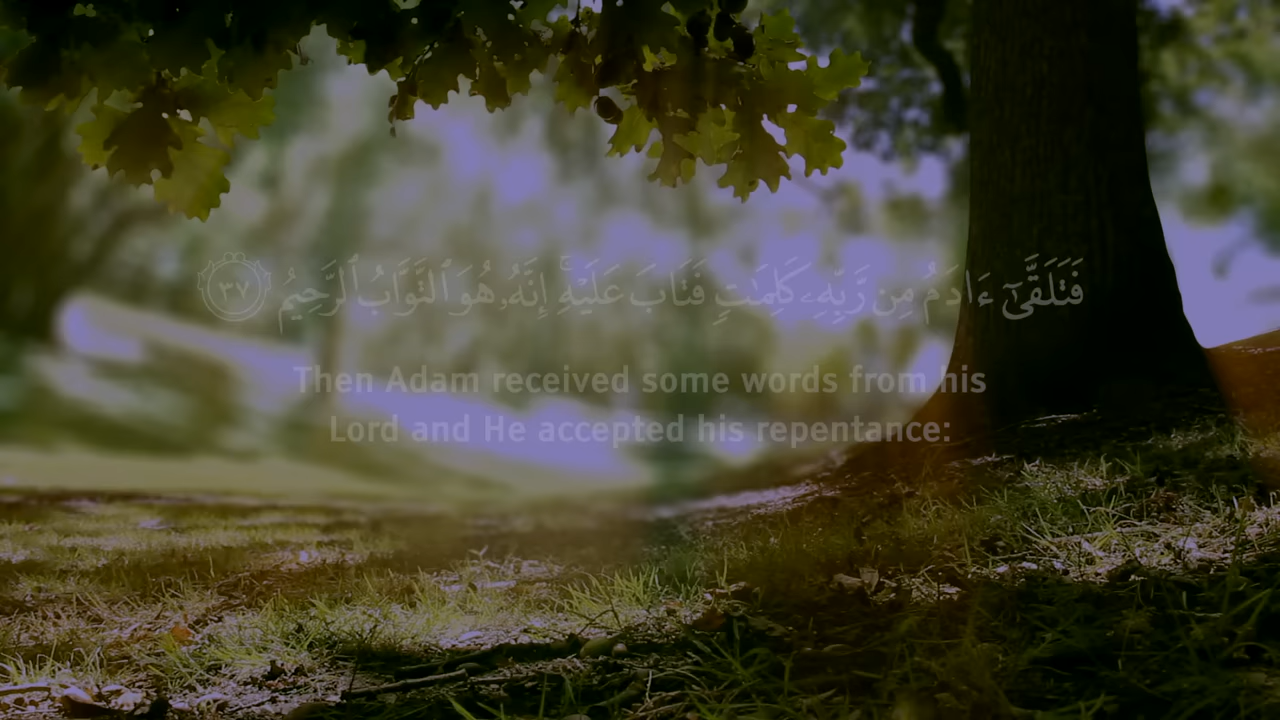 فَتَلَقَّىٰٓ ءَادَمُ مِن رَّبِّهِۦ كَلِمَٰتٍ فَتَابَ عَلَيْهِ ۚ إِنَّهُۥ هُوَ ٱلتَّوَّابُ ٱلرَّحِيمُ ٣٧
Then Adam received some words from his
Lord and He accepted his repentance: